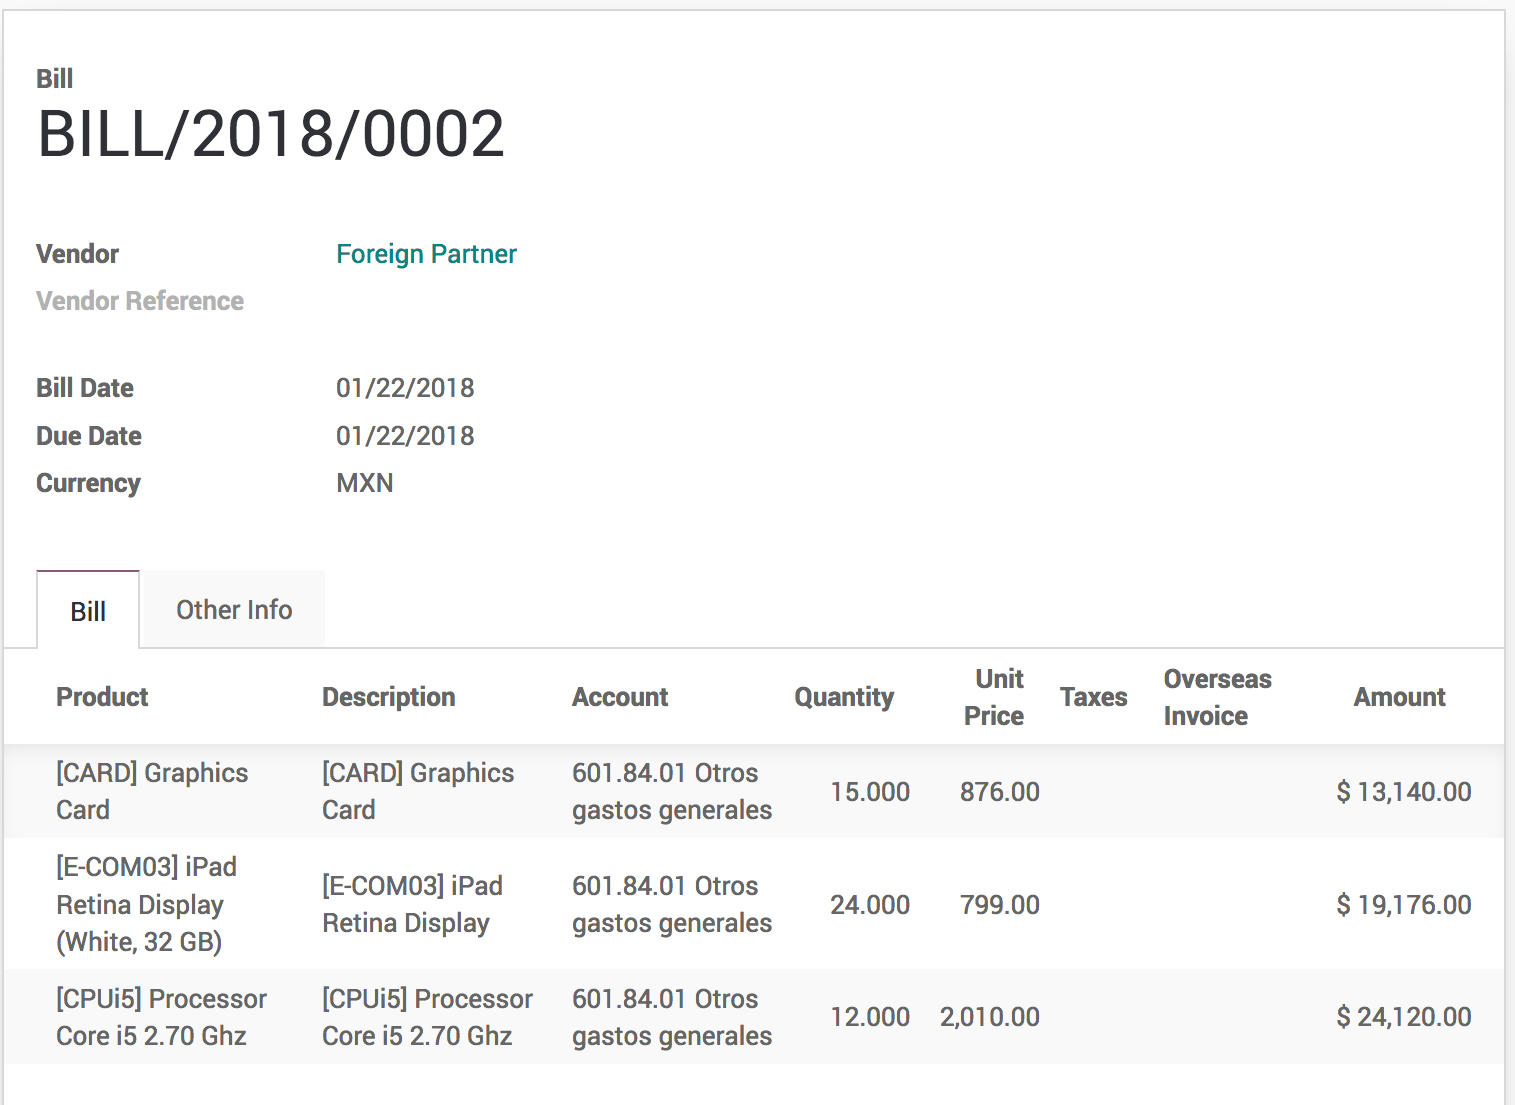 Bill
BILL/2018/0002
Vendor Foreign Partner
Vendor Reference
Bill Date 01/22/2018
Due Date 01/22/2018
Currency MXN
Bill Other Info
Product Description Account Quantity Unit Price Taxes Overseas Invoice Amount
[CARD] Graphics [CARD] Graphics 601.84.01 Otros
Card Card gastos generales 15.000 876.00 $ 13,140.00
[E-COM03] iPad
Retina Display
(White, 32 GB) [E-COM03] iPad
Retina Display 601.84.01 Otros
gastos generales 24.000 799.00 $ 19,176.00
[CPUi5] Processor [CPUi5] Processor 601.84.01 Otros
Core i5 2.70 Ghz Core i5 2.70 Ghz gastos generales 12.000 2,010.00 $ 24,120.00